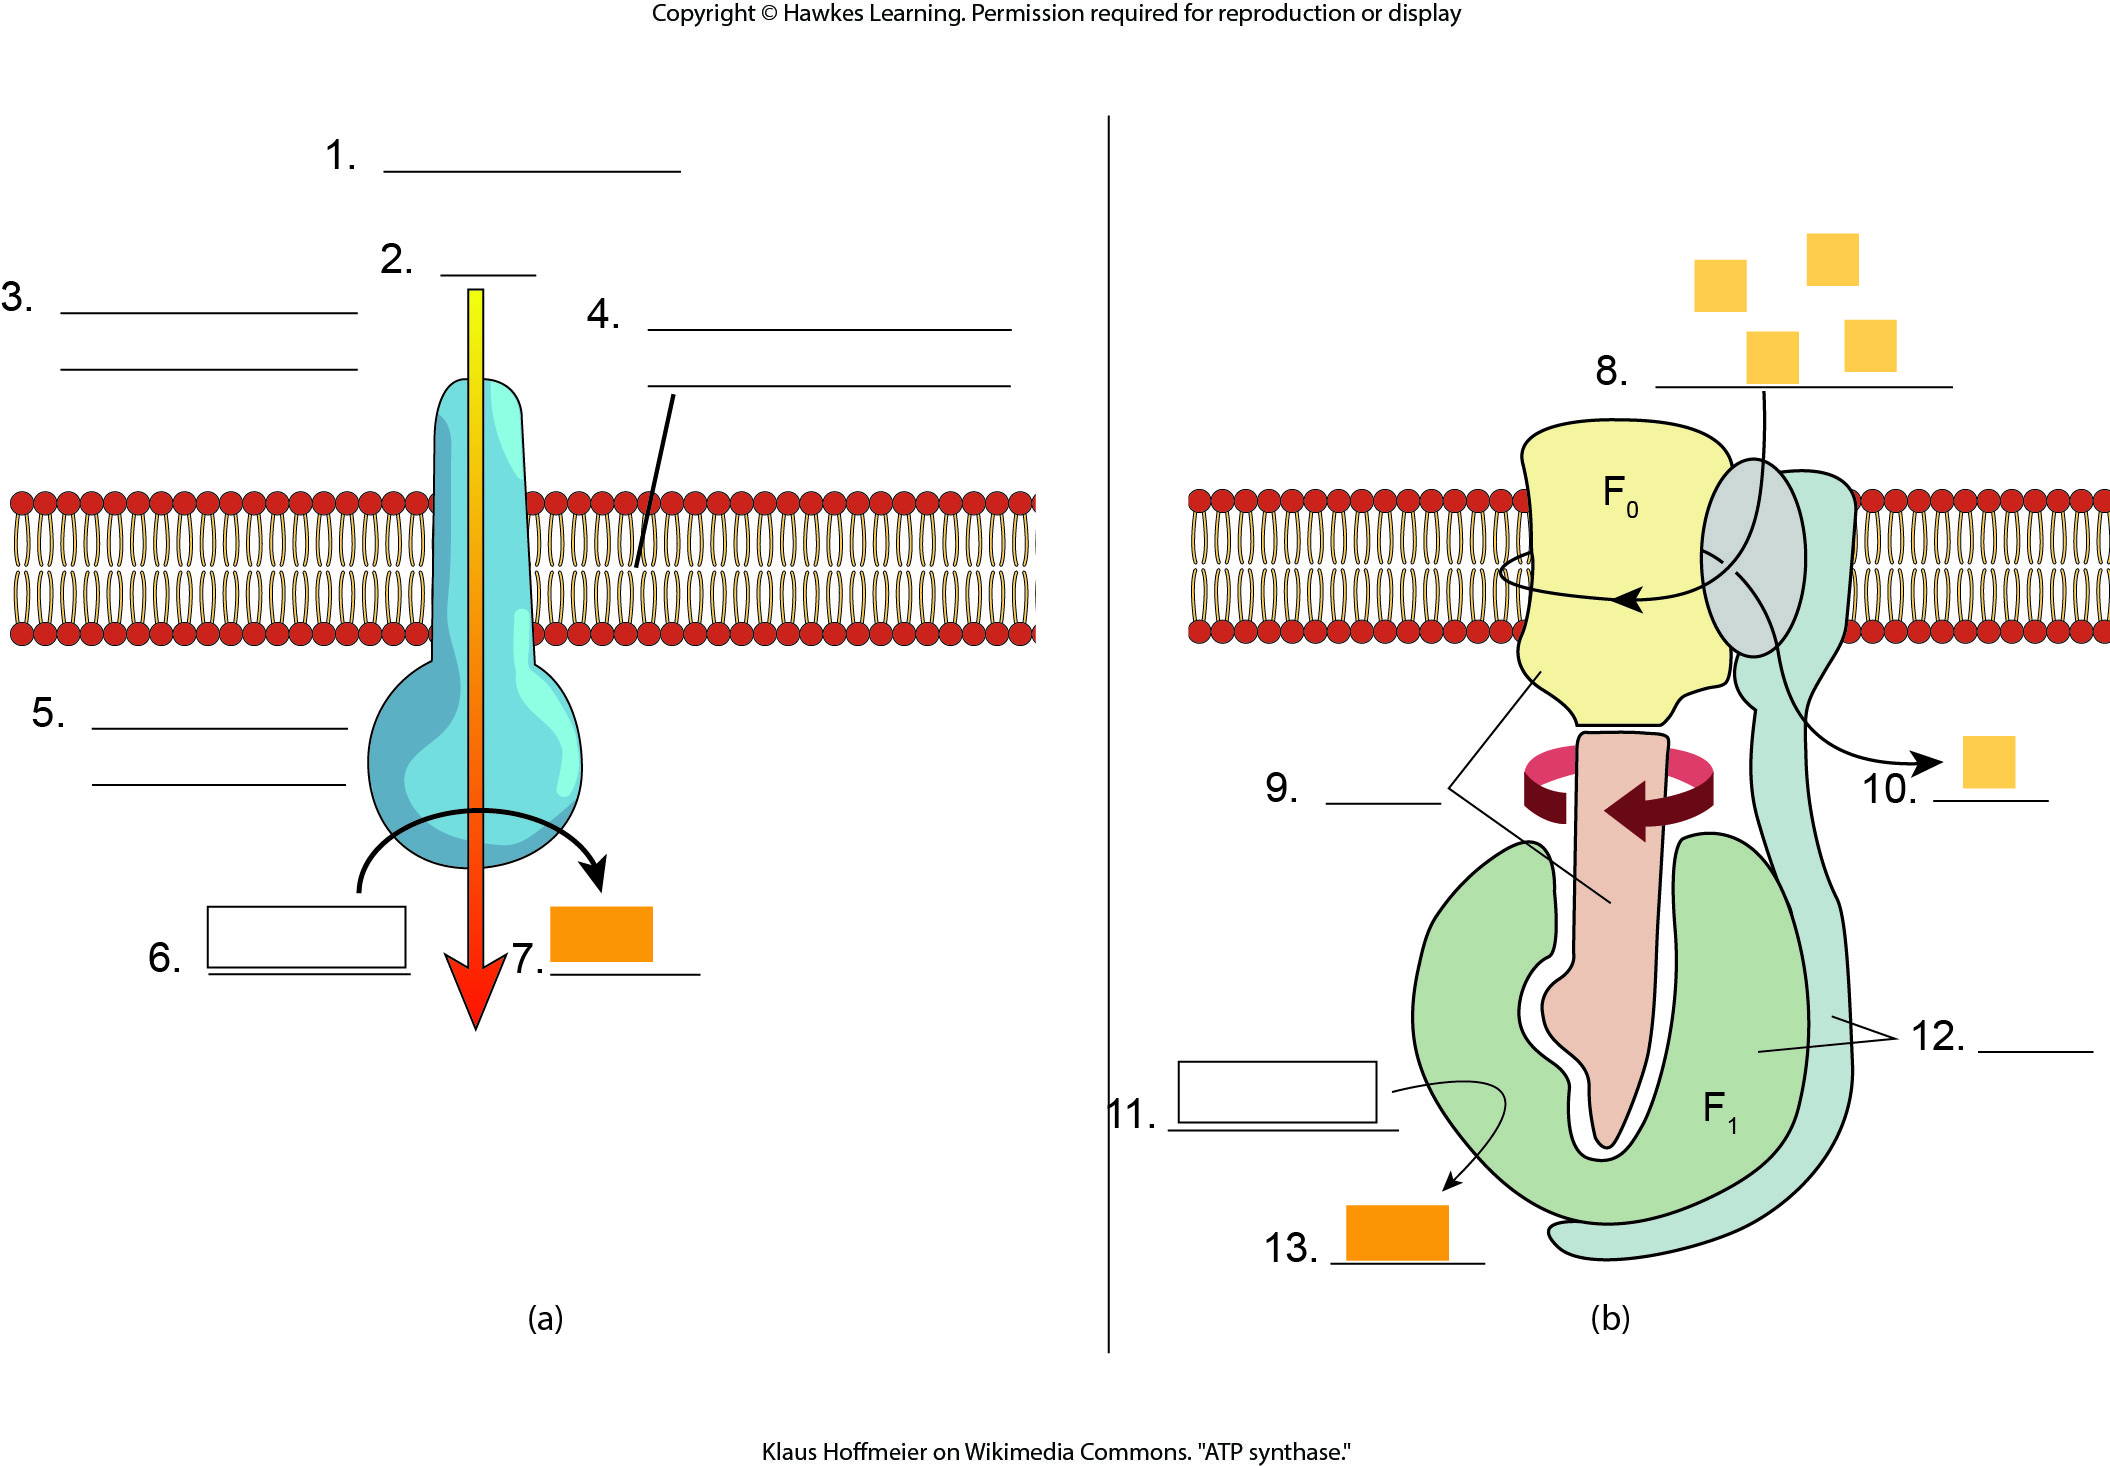 Copyright © Hawkes Learning. Permission required for reproduction or display
1.
2.
3.
4.
5.
6.
7.
(a)
8.
F0
9.
10.
11.
12.
F1
13.
(b)
Klaus Hoffmeier on Wikimedia Commons. "ATP synthase."